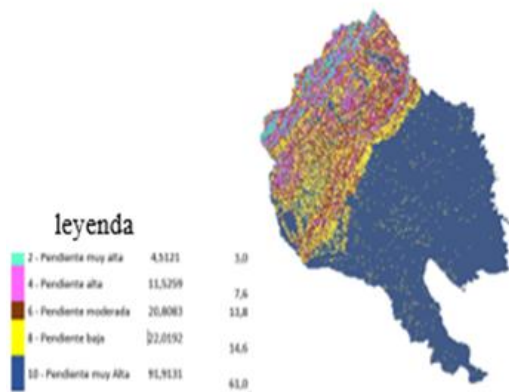 leyenda
2 - Pendiente muy alta 4,5121 3,0
4 - Pendiente alta 11,5259 7,6
6 - Pendiente moderada 20,8083 13,8
8 - Pendiente baja 22,0192 14,6
10 - Pendiente muy Alta 91,9131 61,0